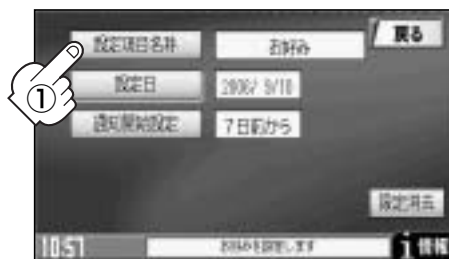 設定項目名称 お好み 戻る
①
設定日 2006/ 9/10
通知開始設定 7日前から
設定消去
10:51 お好みを設定します i 情報